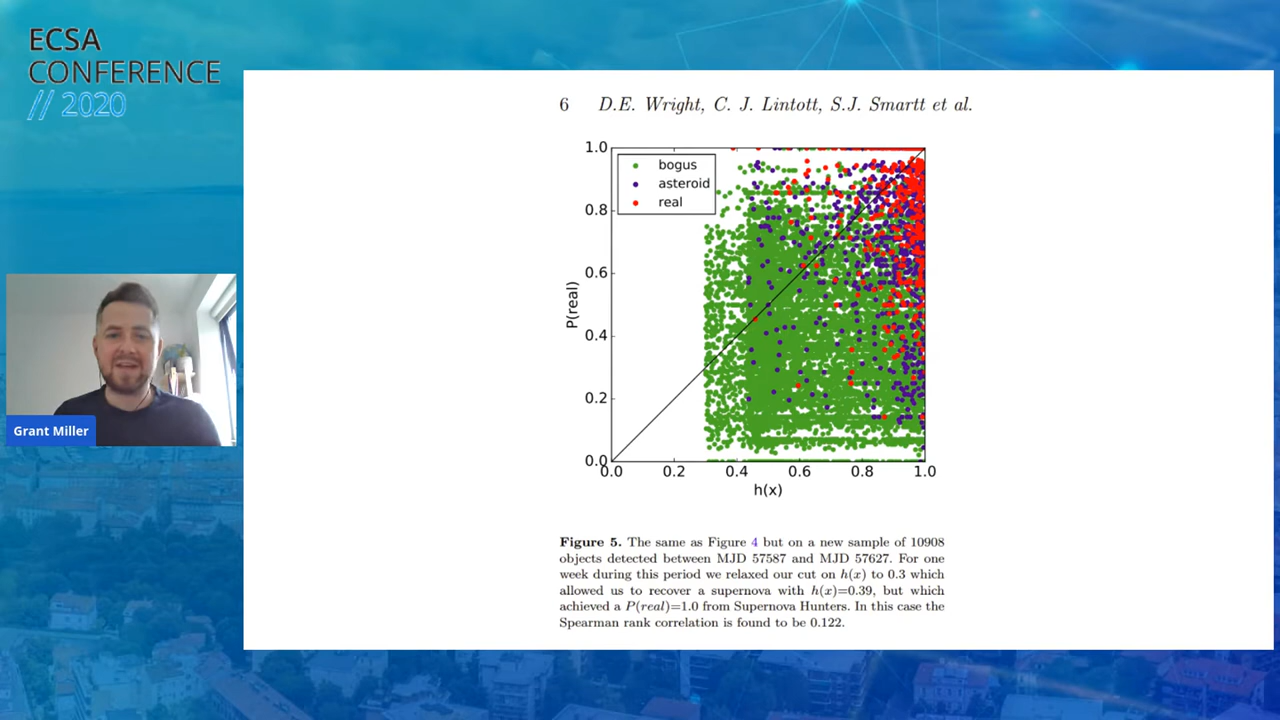 ECSA
CONFERENCE
// 2020
6 D.E. Wright, C. J. Lintott, S.J. Smartt et al.
1.0
0.8
0.6
0.4
0.2
0.0
P(real)
bogus
asteroid
real
0.0 0.2 0.4 0.6 0.8 1.0
h(x)
Figure 5. The same as Figure 4 but on a new sample of 10908
objects detected between MJD 57587 and MJD 57627. For one
week during this period we relaxed our cut on h(x) to 0.3 which
allowed us to recover a supernova with h(x)=0.39, but which
achieved a P(real)=1.0 from Supernova Hunters. In this case the
Spearman rank correlation is found to be 0.122.
Grant Miller